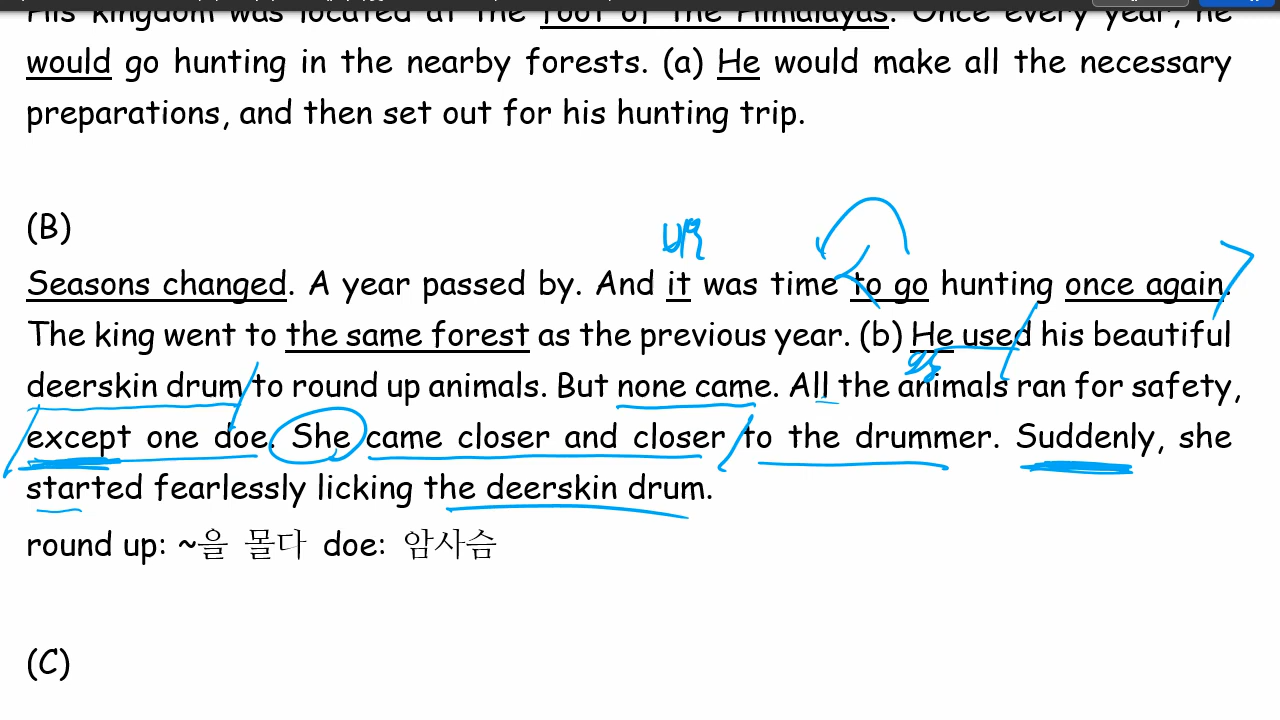 His kingdom was located at the foot of the Himalayas. Once every year, he
would go hunting in the nearby forests. (a) He would make all the necessary
preparations, and then set out for his hunting trip.
(B)
Seasons changed. A year passed by. And it was time to go hunting once again.
The king went to the same forest as the previous year. (b) He used his beautiful
deerskin drum to round up animals. But none came. All the animals ran for safety,
except one doe. She came closer and closer to the drummer. Suddenly, she
started fearlessly licking the deerskin drum.
round up: ~을 몰다 doe: 암사슴
(C)